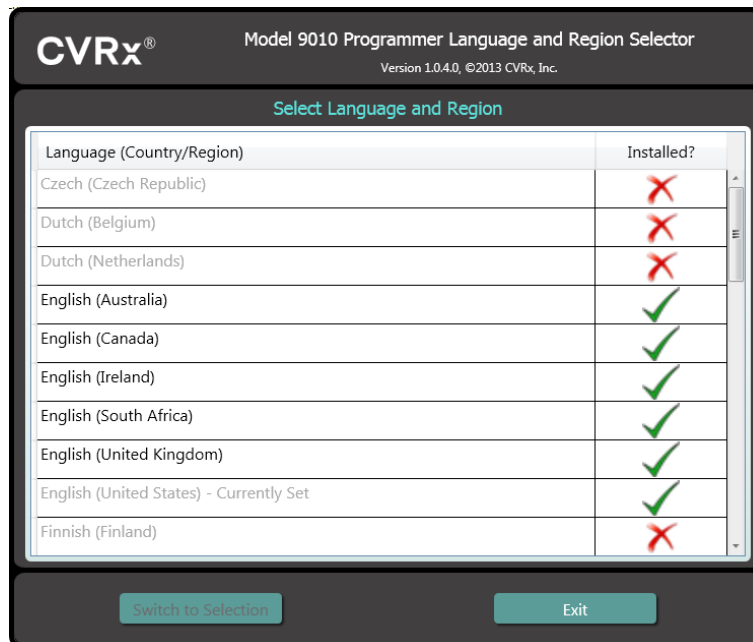 CVRx®
Model 9010 Programmer Language and Region Selector
Version 1.0.4.0, ©2013 CVRx, Inc.
Select Language and Region
Language (Country/Region) Installed?
Czech (Czech Republic)
Dutch (Belgium)
Dutch (Netherlands)
English (Australia)
English (Canada)
English (Ireland)
English (South Africa)
English (United Kingdom)
English (United States) - Currently Set
Finnish (Finland)
Switch to Selection Exit